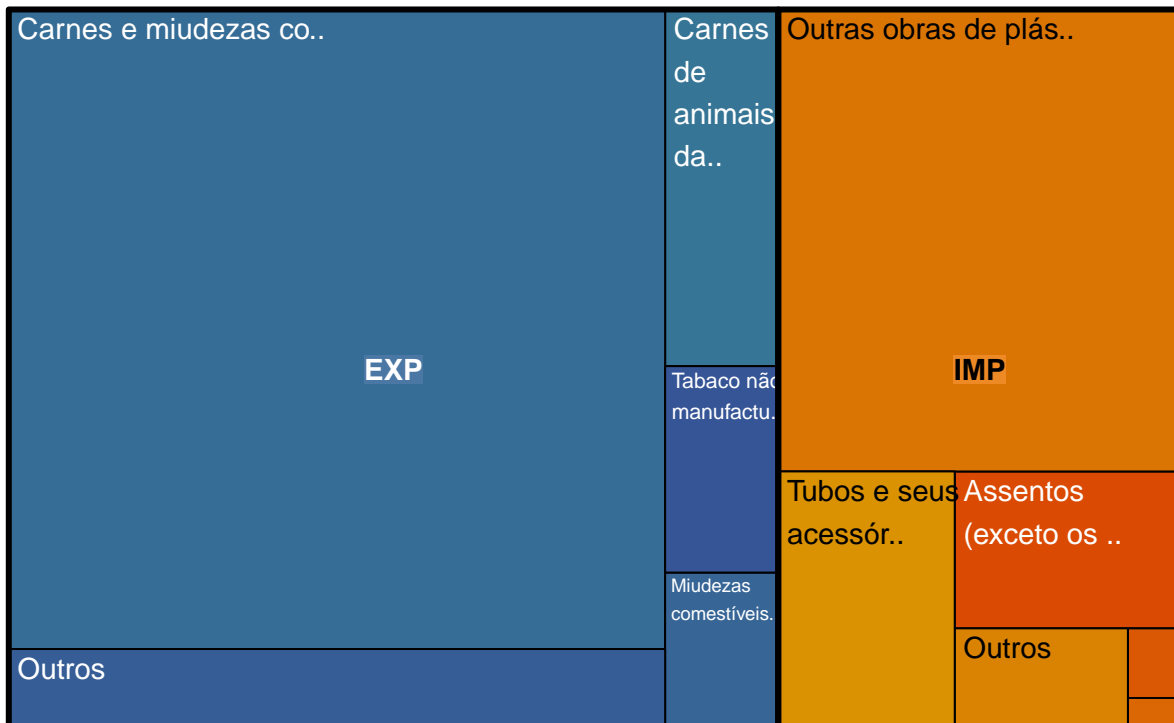 Carnes e miudezas co..
Carnes
de
animais
da..
Outras obras de plás..
EXP
IMP
Tabaco não
manufactu.
Tubos e seus
acessór..
Assentos
(exceto os ..
Miudezas
comestíveis.
Outros
Outros